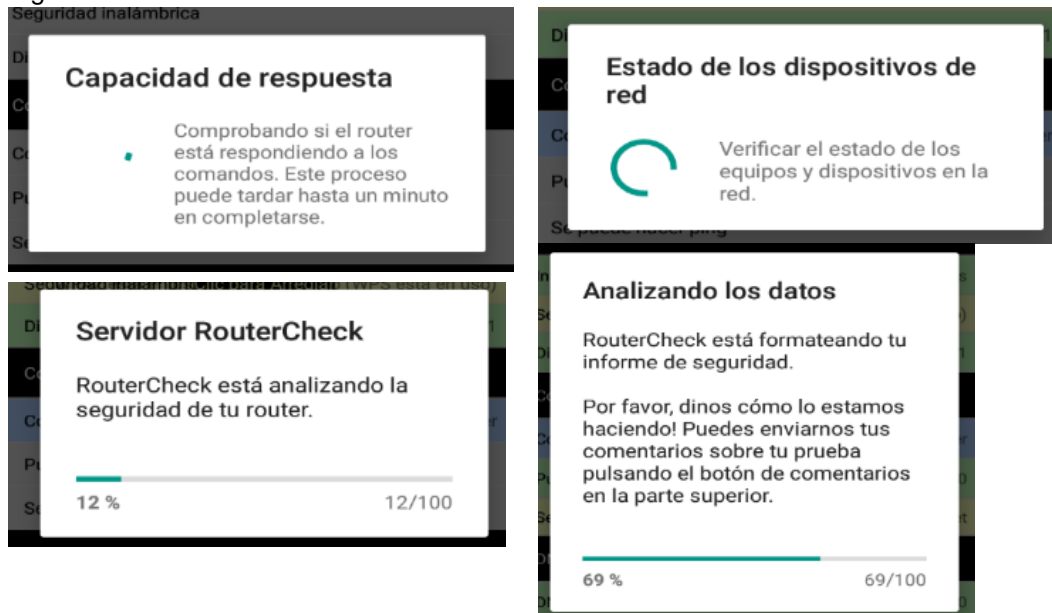 Seguridad inalámbrica
Capacidad de respuesta
Comprobando si el router
está respondiendo a los
comandos. Este proceso
puede tardar hasta un minuto
en completarse.
Estado de los dispositivos de
red
Verificar el estado de los
equipos y dispositivos en la
red.
Se puede hacer ping
(WPS está en uso)
Servidor RouterCheck
RouterCheck está analizando la
seguridad de tu router.
12 %
12/100
Analizando los datos
RouterCheck está formateando tu
informe de seguridad.
Por favor, dinos cómo lo estamos
haciendo! Puedes enviarnos tus
comentarios sobre tu prueba
pulsando el botón de comentarios
en la parte superior.
69 %
69/100